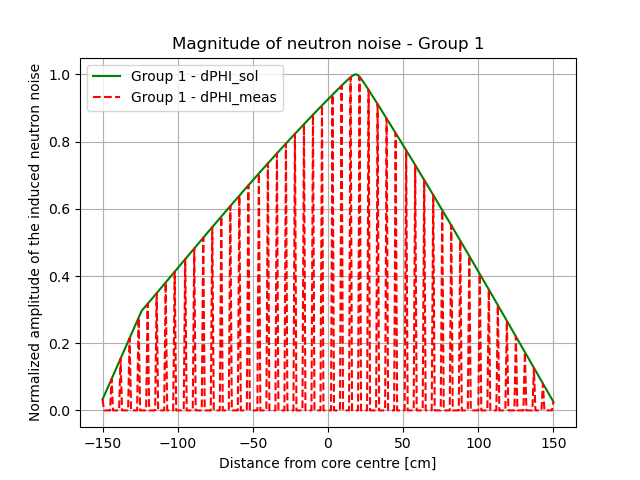 Magnitude of neutron noise - Group 1
Normalized amplitude of the induced neutron noise
1.0
0.8
0.6
0.4
0.2
0.0
Group 1 - dPHI_sol
Group 1 - dPHI_meas
−150 −100 −50 0 50 100 150
Distance from core centre [cm]